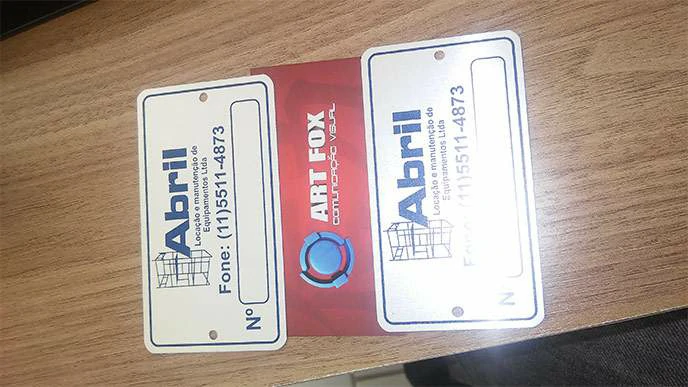 Abril
Locação e manutenção de
Equipamentos Ltda
Fone: (11)5511-4873
Nº
ART FOX
COMUNICAÇÃO VISUAL
Abril
Locação e manutenção de
Equipamentos Ltda
Fone: (11)5511-4873
N